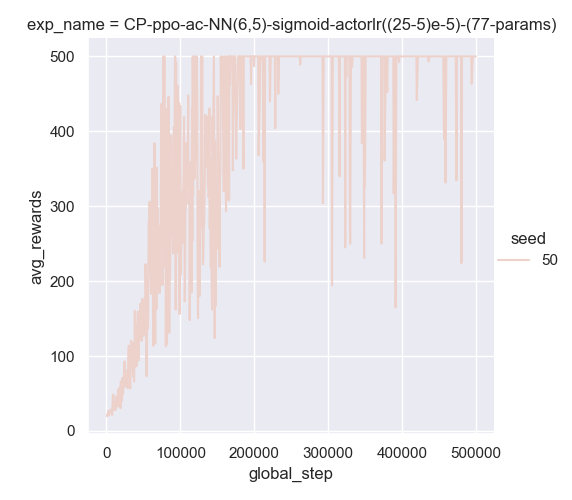 exp_name = CP-ppo-ac-NN(6,5)-sigmoid-actorlr((25-5)e-5)-(77-params)
500
400
300
200
100
0
avg_rewards
0 100000 200000 300000 400000 500000
global_step
seed
50